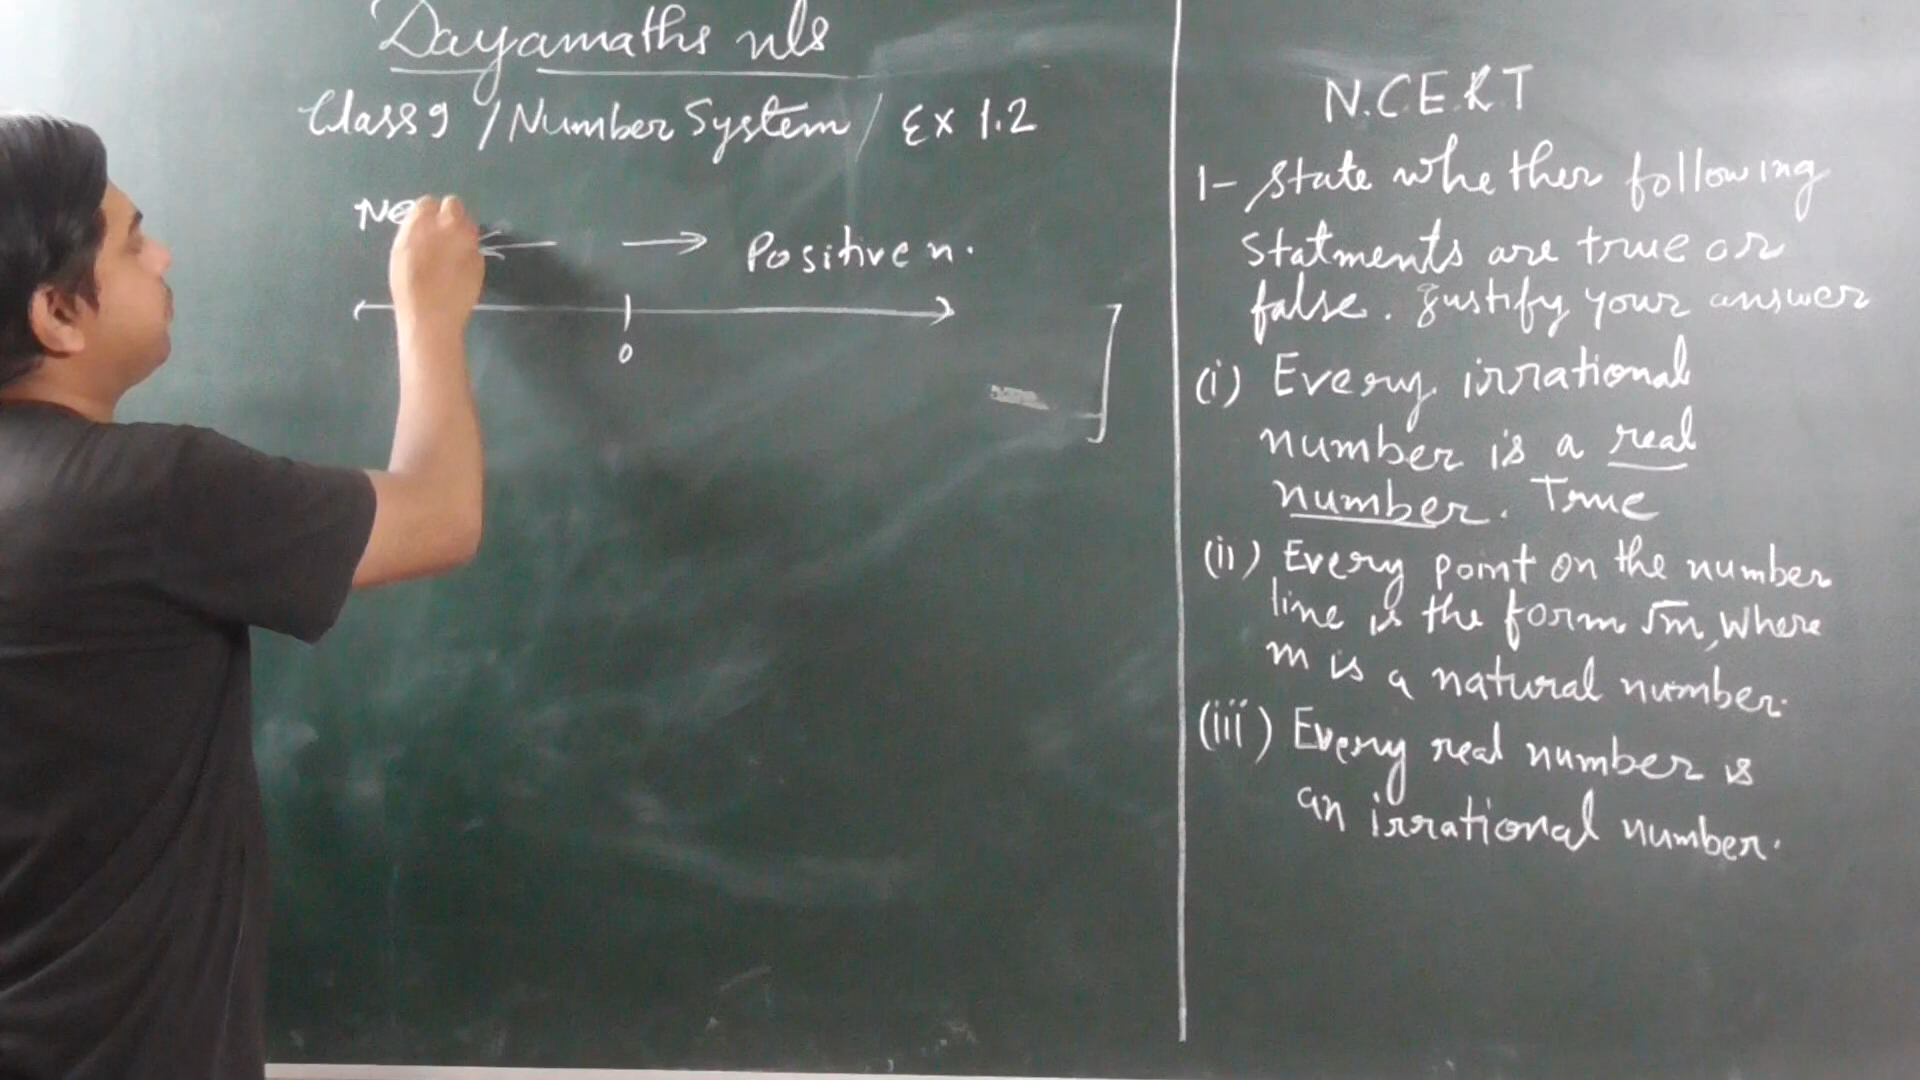 Dayamaths nls
Class 9 / Number System / Ex 1.2
Ne
Positive n.
0
N.C.E.R.T
1- State whether following
Statments are true or
false. Justify your answer
(i) Every irrational
number is a real
number. True
(ii) Every point on the number
line is the form √m, Where
m is a natural number.
(iii) Every real number is
an irrational number.